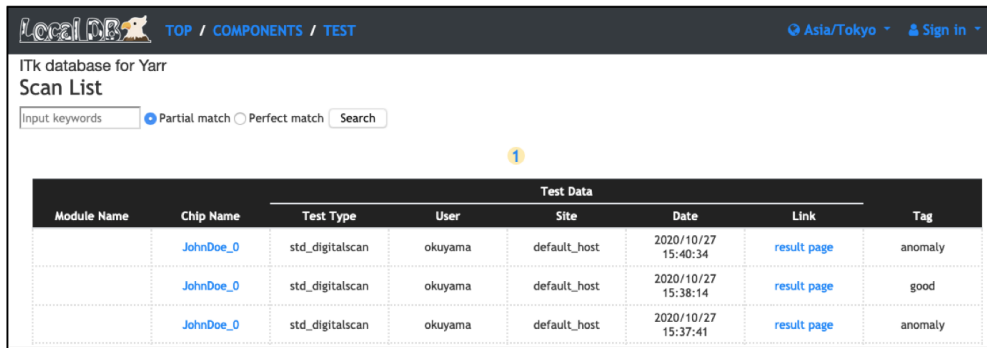 LocalDB TOP / COMPONENTS / TEST Asia/Tokyo Sign in
ITk database for Yarr
Scan List
Input keywords Partial match Perfect match Search
1
Test Data
Module Name Chip Name Test Type User Site Date Link Tag
JohnDoe_0 std_digitalscan okuyama default_host 2020/10/27 15:40:34 result page anomaly
JohnDoe_0 std_digitalscan okuyama default_host 2020/10/27 15:38:14 result page good
JohnDoe_0 std_digitalscan okuyama default_host 2020/10/27 15:37:41 result page anomaly